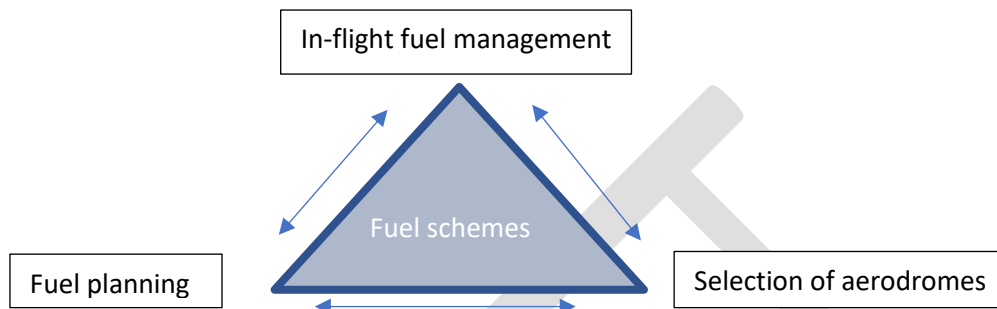 In-flight fuel management
Fuel schemes
Fuel planning
Selection of aerodromes